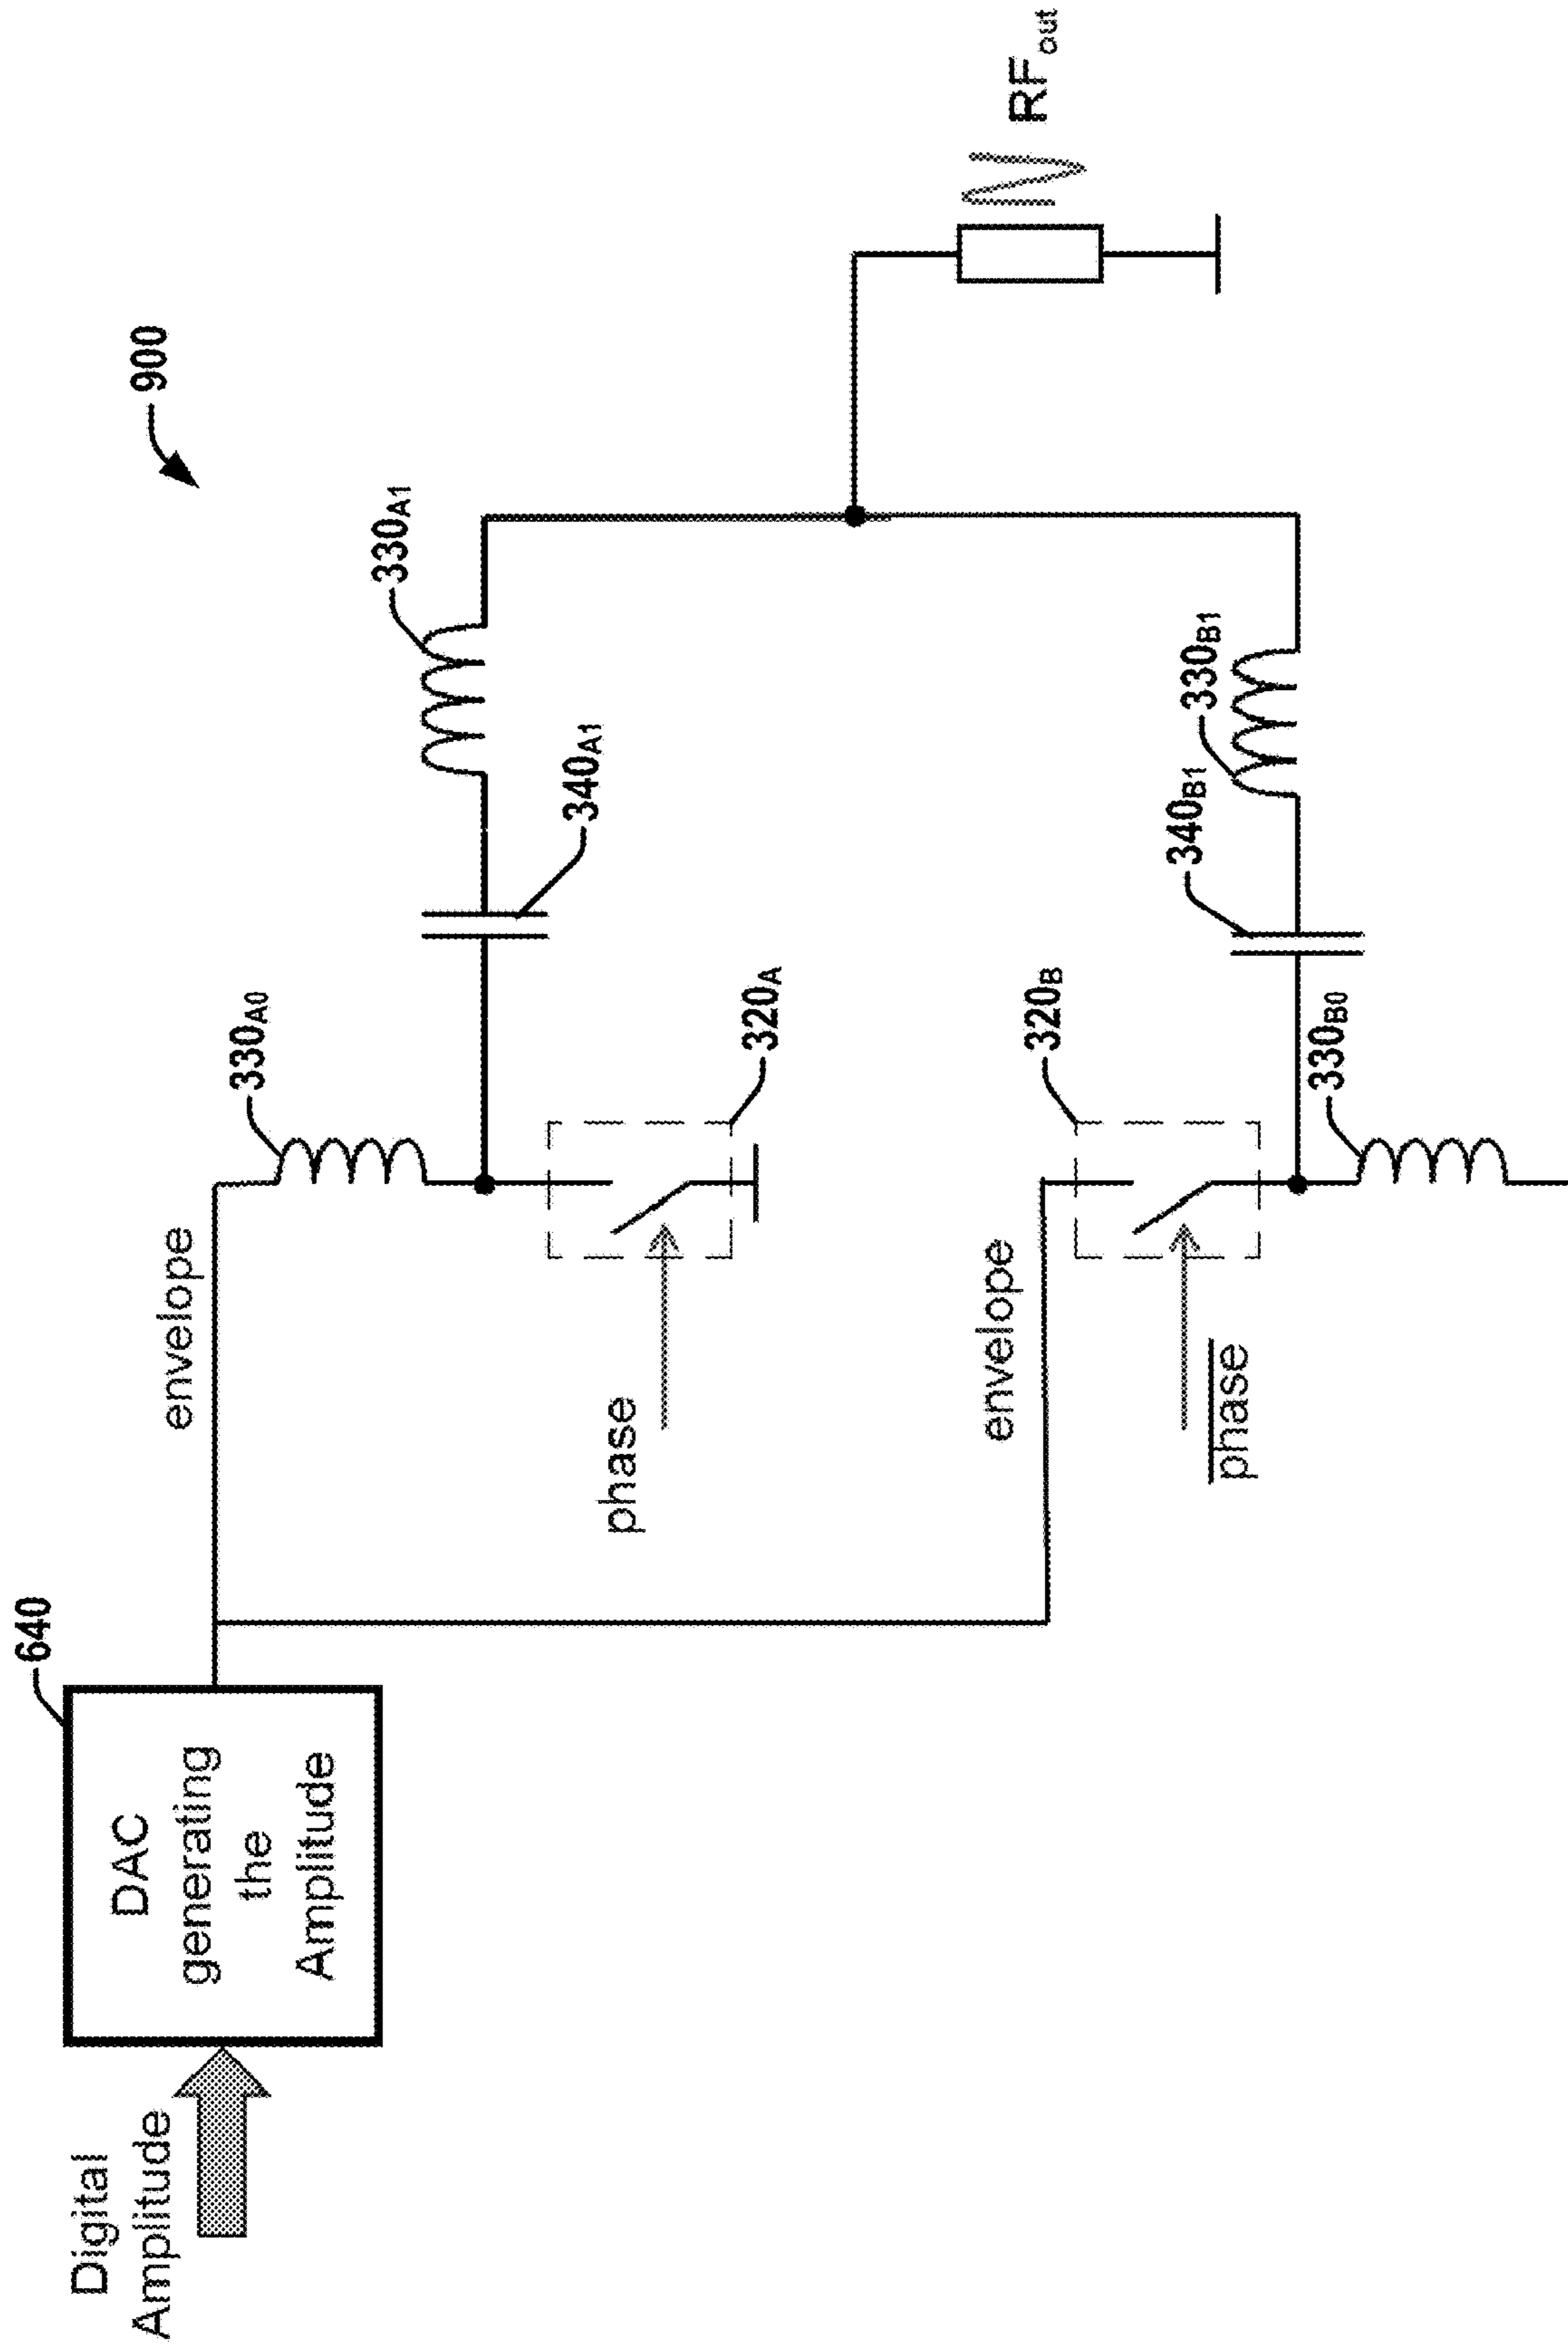 900
640
DAC
generating
the
Amplitude
Digital
Amplitude
envelope
330A0
340A1
330A1
phase
320A
RFout
envelope
320B
phase
340B1
330B1
330B0